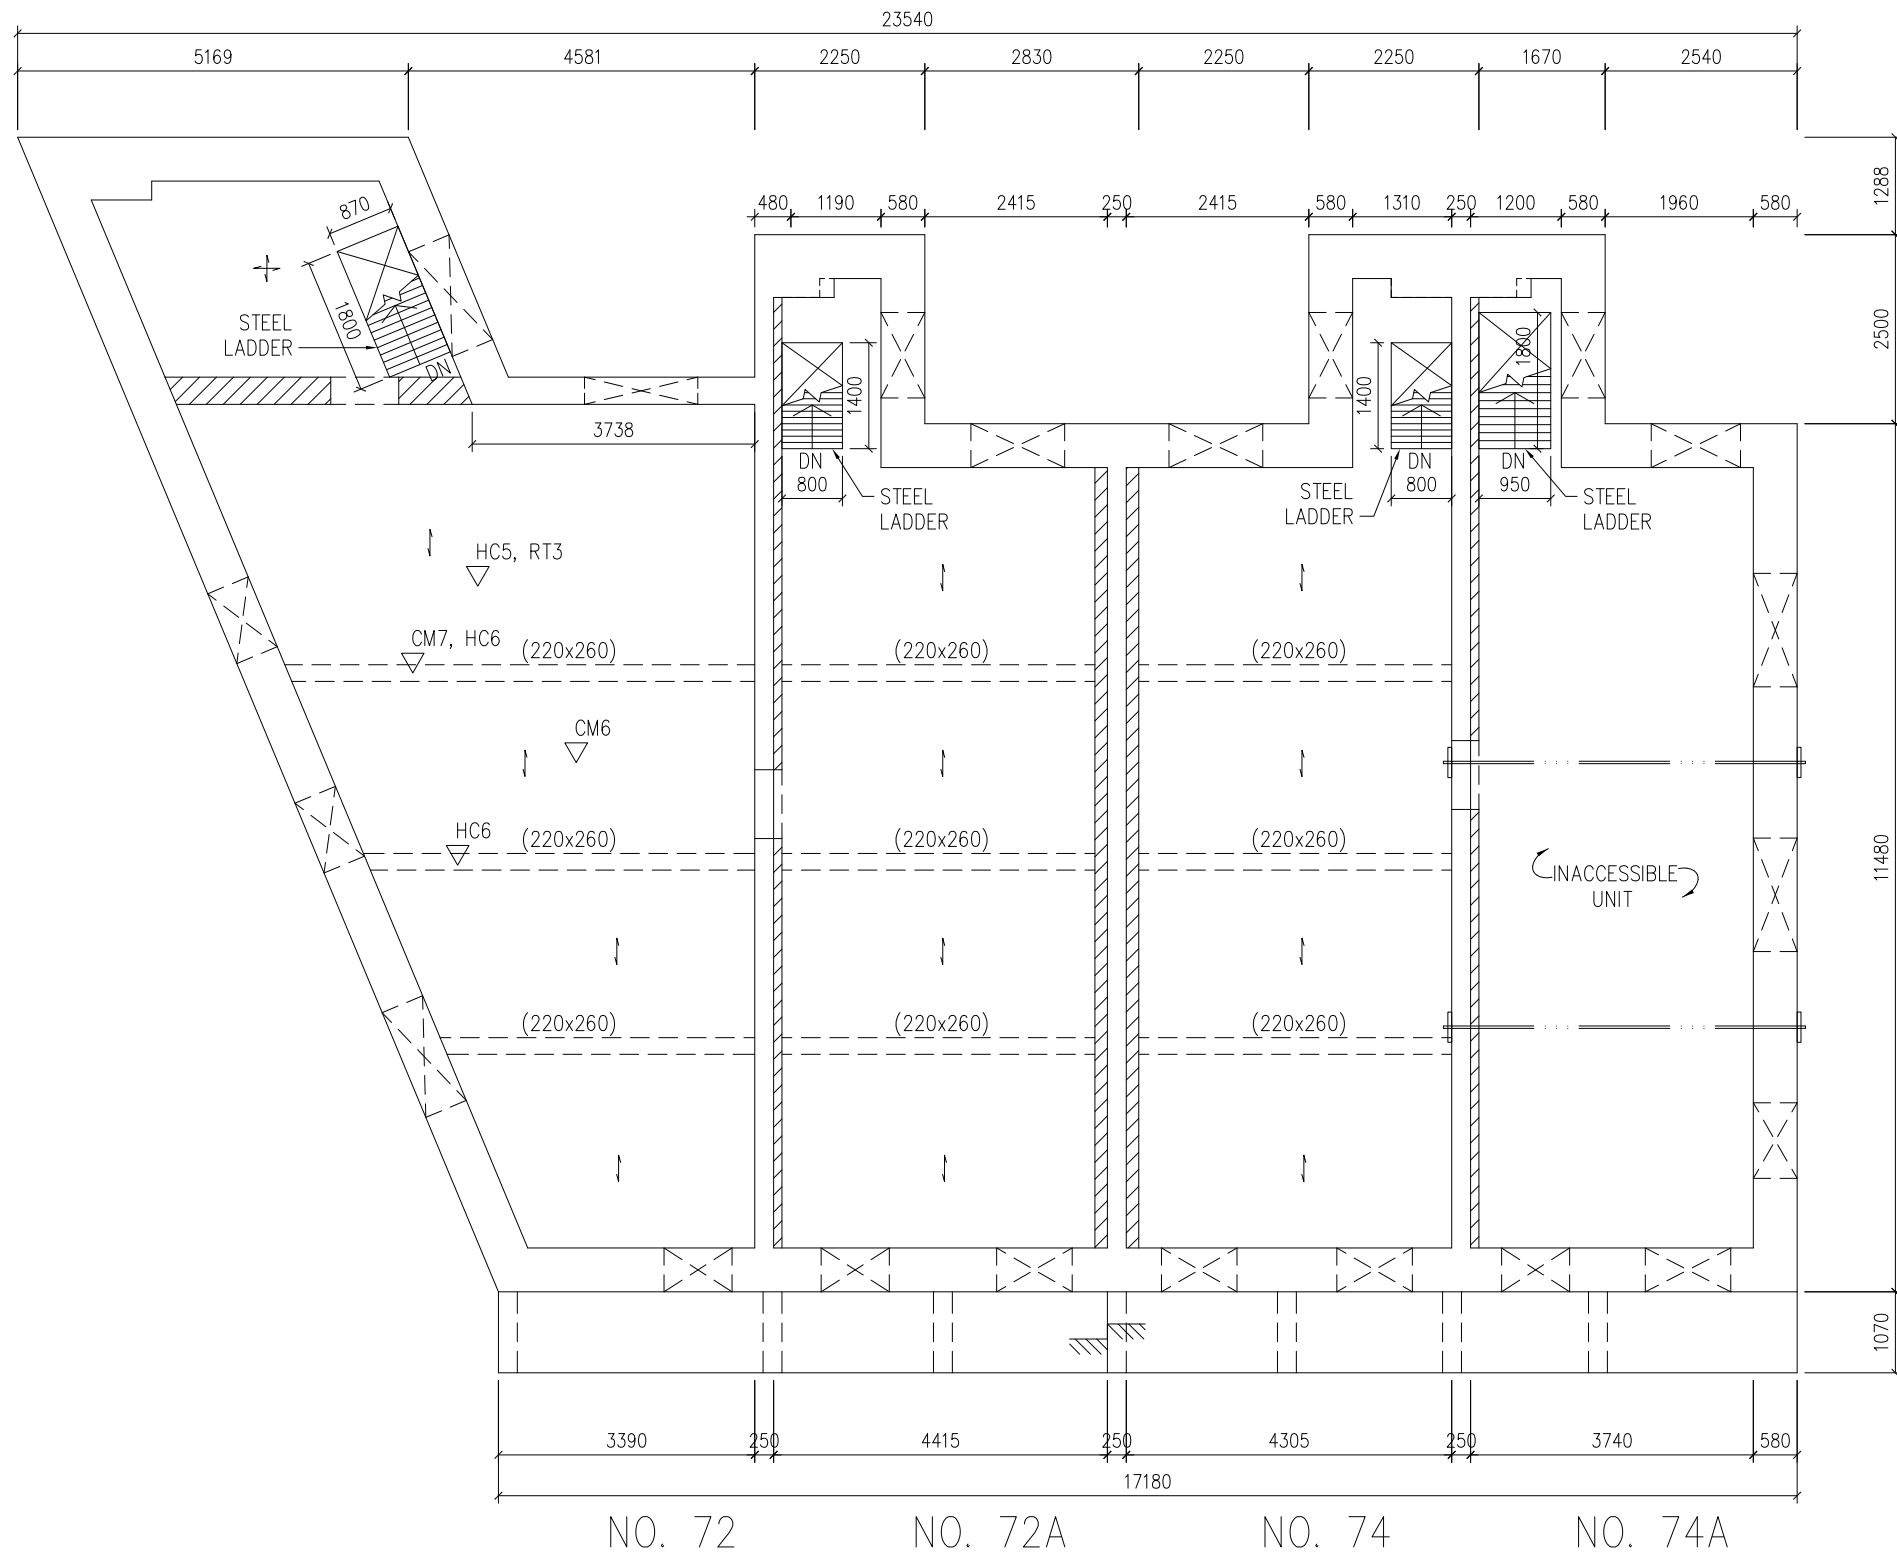 23540
5169 4581 2250 2830 2250 2250 1670 2540
480 1190 580 2415 250 2415 580 1310 250 1200 580 1960 580
1288
870
1800
STEEL
LADDER
DN
2500
1400
1400
1800
3738
DN
800
STEEL
LADDER
STEEL
LADDER
DN
800
DN
950
STEEL
LADDER
HC5, RT3
CM7, HC6
(220x260) (220x260) (220x260)
CM6
HC6
(220x260) (220x260) (220x260)
INACCESSIBLE
UNIT
11480
(220x260) (220x260) (220x260)
1070
3390 250 4415 250 4305 250 3740 580
17180
NO. 72 NO. 72A NO. 74 NO. 74A